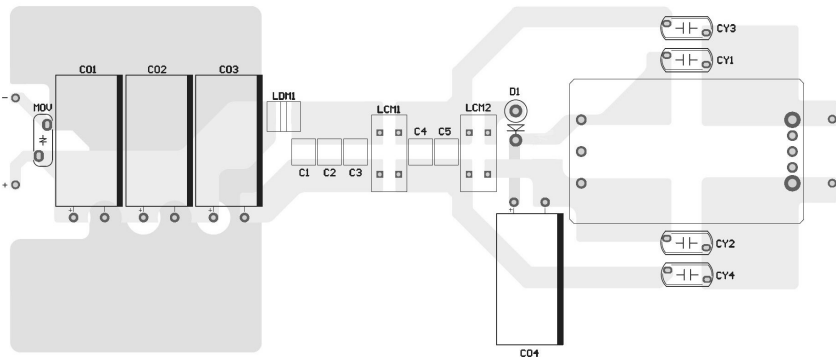 CY3
CY1
CO1 CO2 CO3
LDM1
D1
MOV
LCM1
LCM2
-
C4 C5
C1 C2 C3
+
+ + +
+
CY2
CY4
CO4